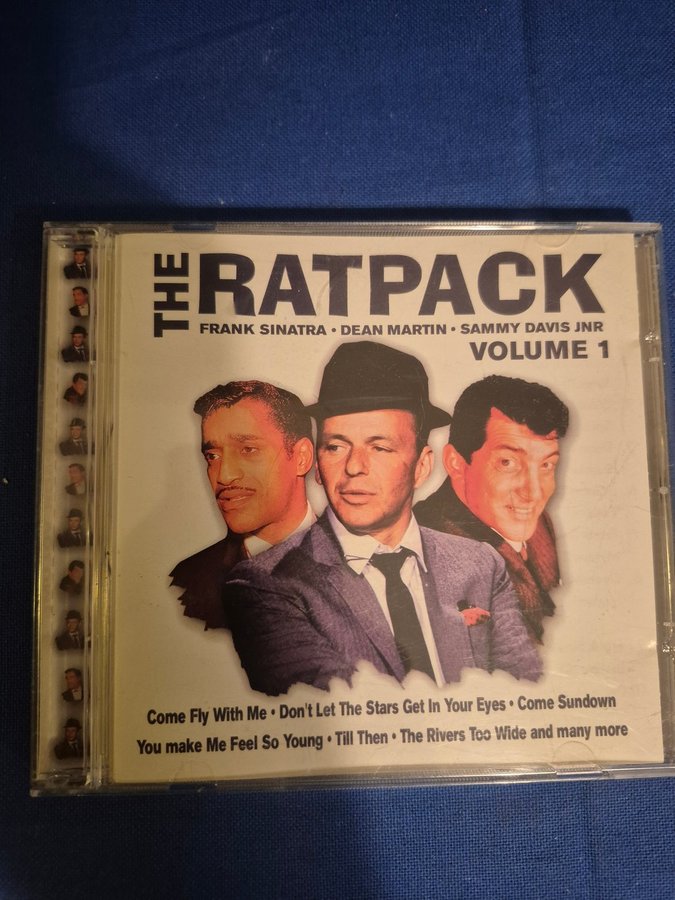 THE RATPACK
FRANK SINATRA • DEAN MARTIN • SAMMY DAVIS JNR
VOLUME 1
Come Fly With Me • Don't Let The Stars Get In Your Eyes • Come Sundown
You make Me Feel So Young • Till Then • The Rivers Too Wide and many more